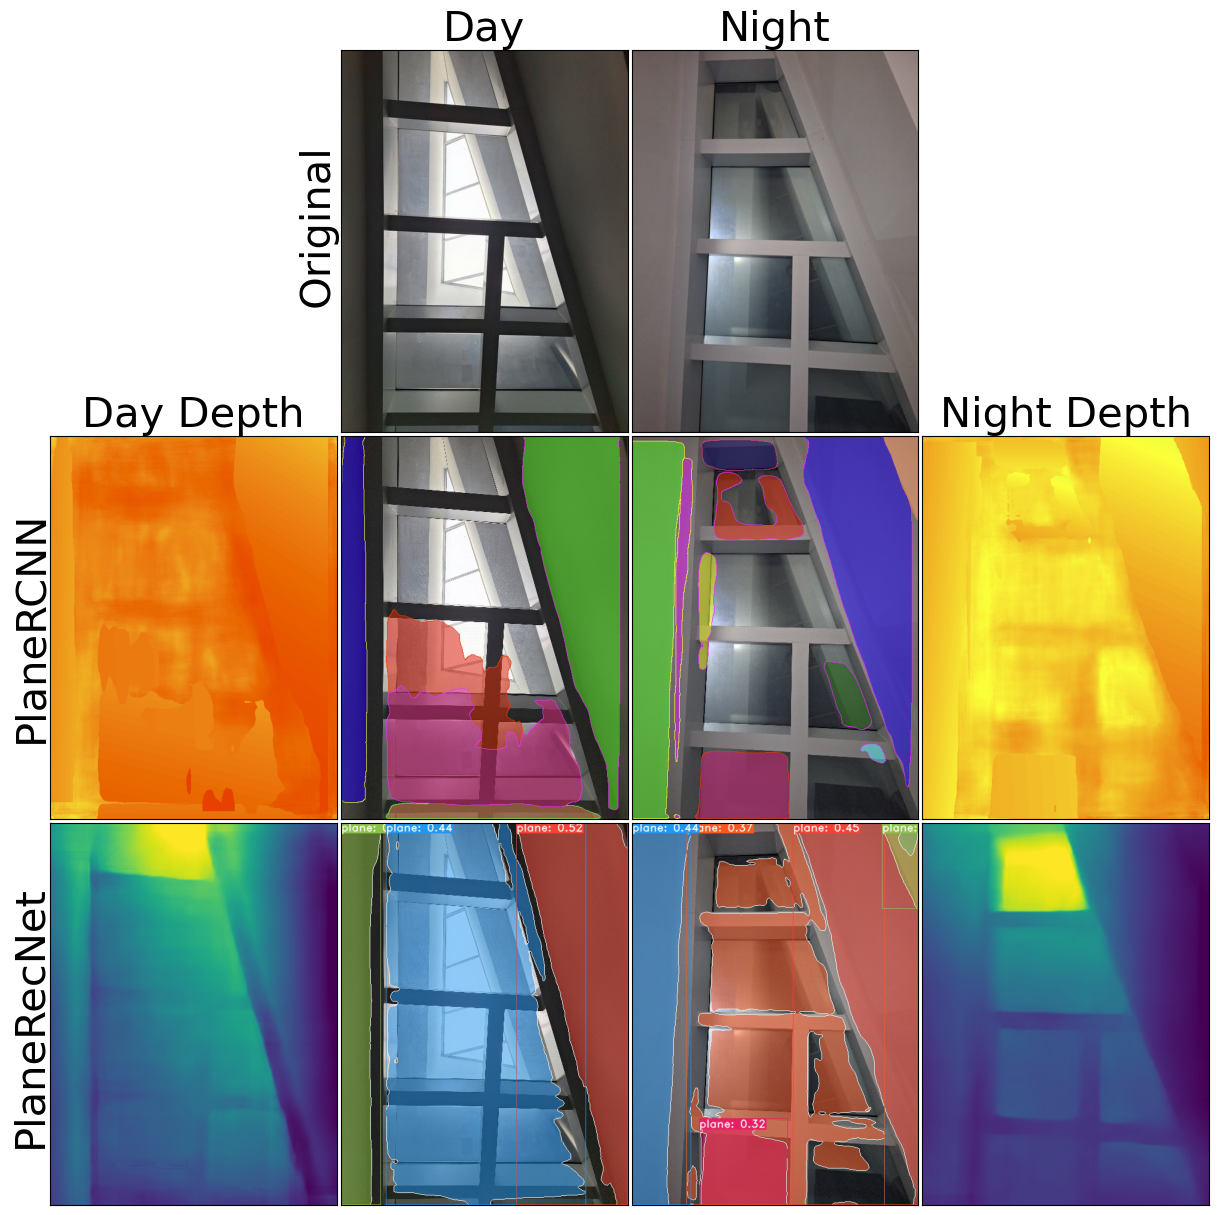 Day
Night
Original
Day Depth
Night Depth
PlaneRCNN
plane: 0.44
plane: 0.52
plane: 0.44
ane: 0.37
plane: 0.45
plane:
PlaneRecNet
plane: 0.32